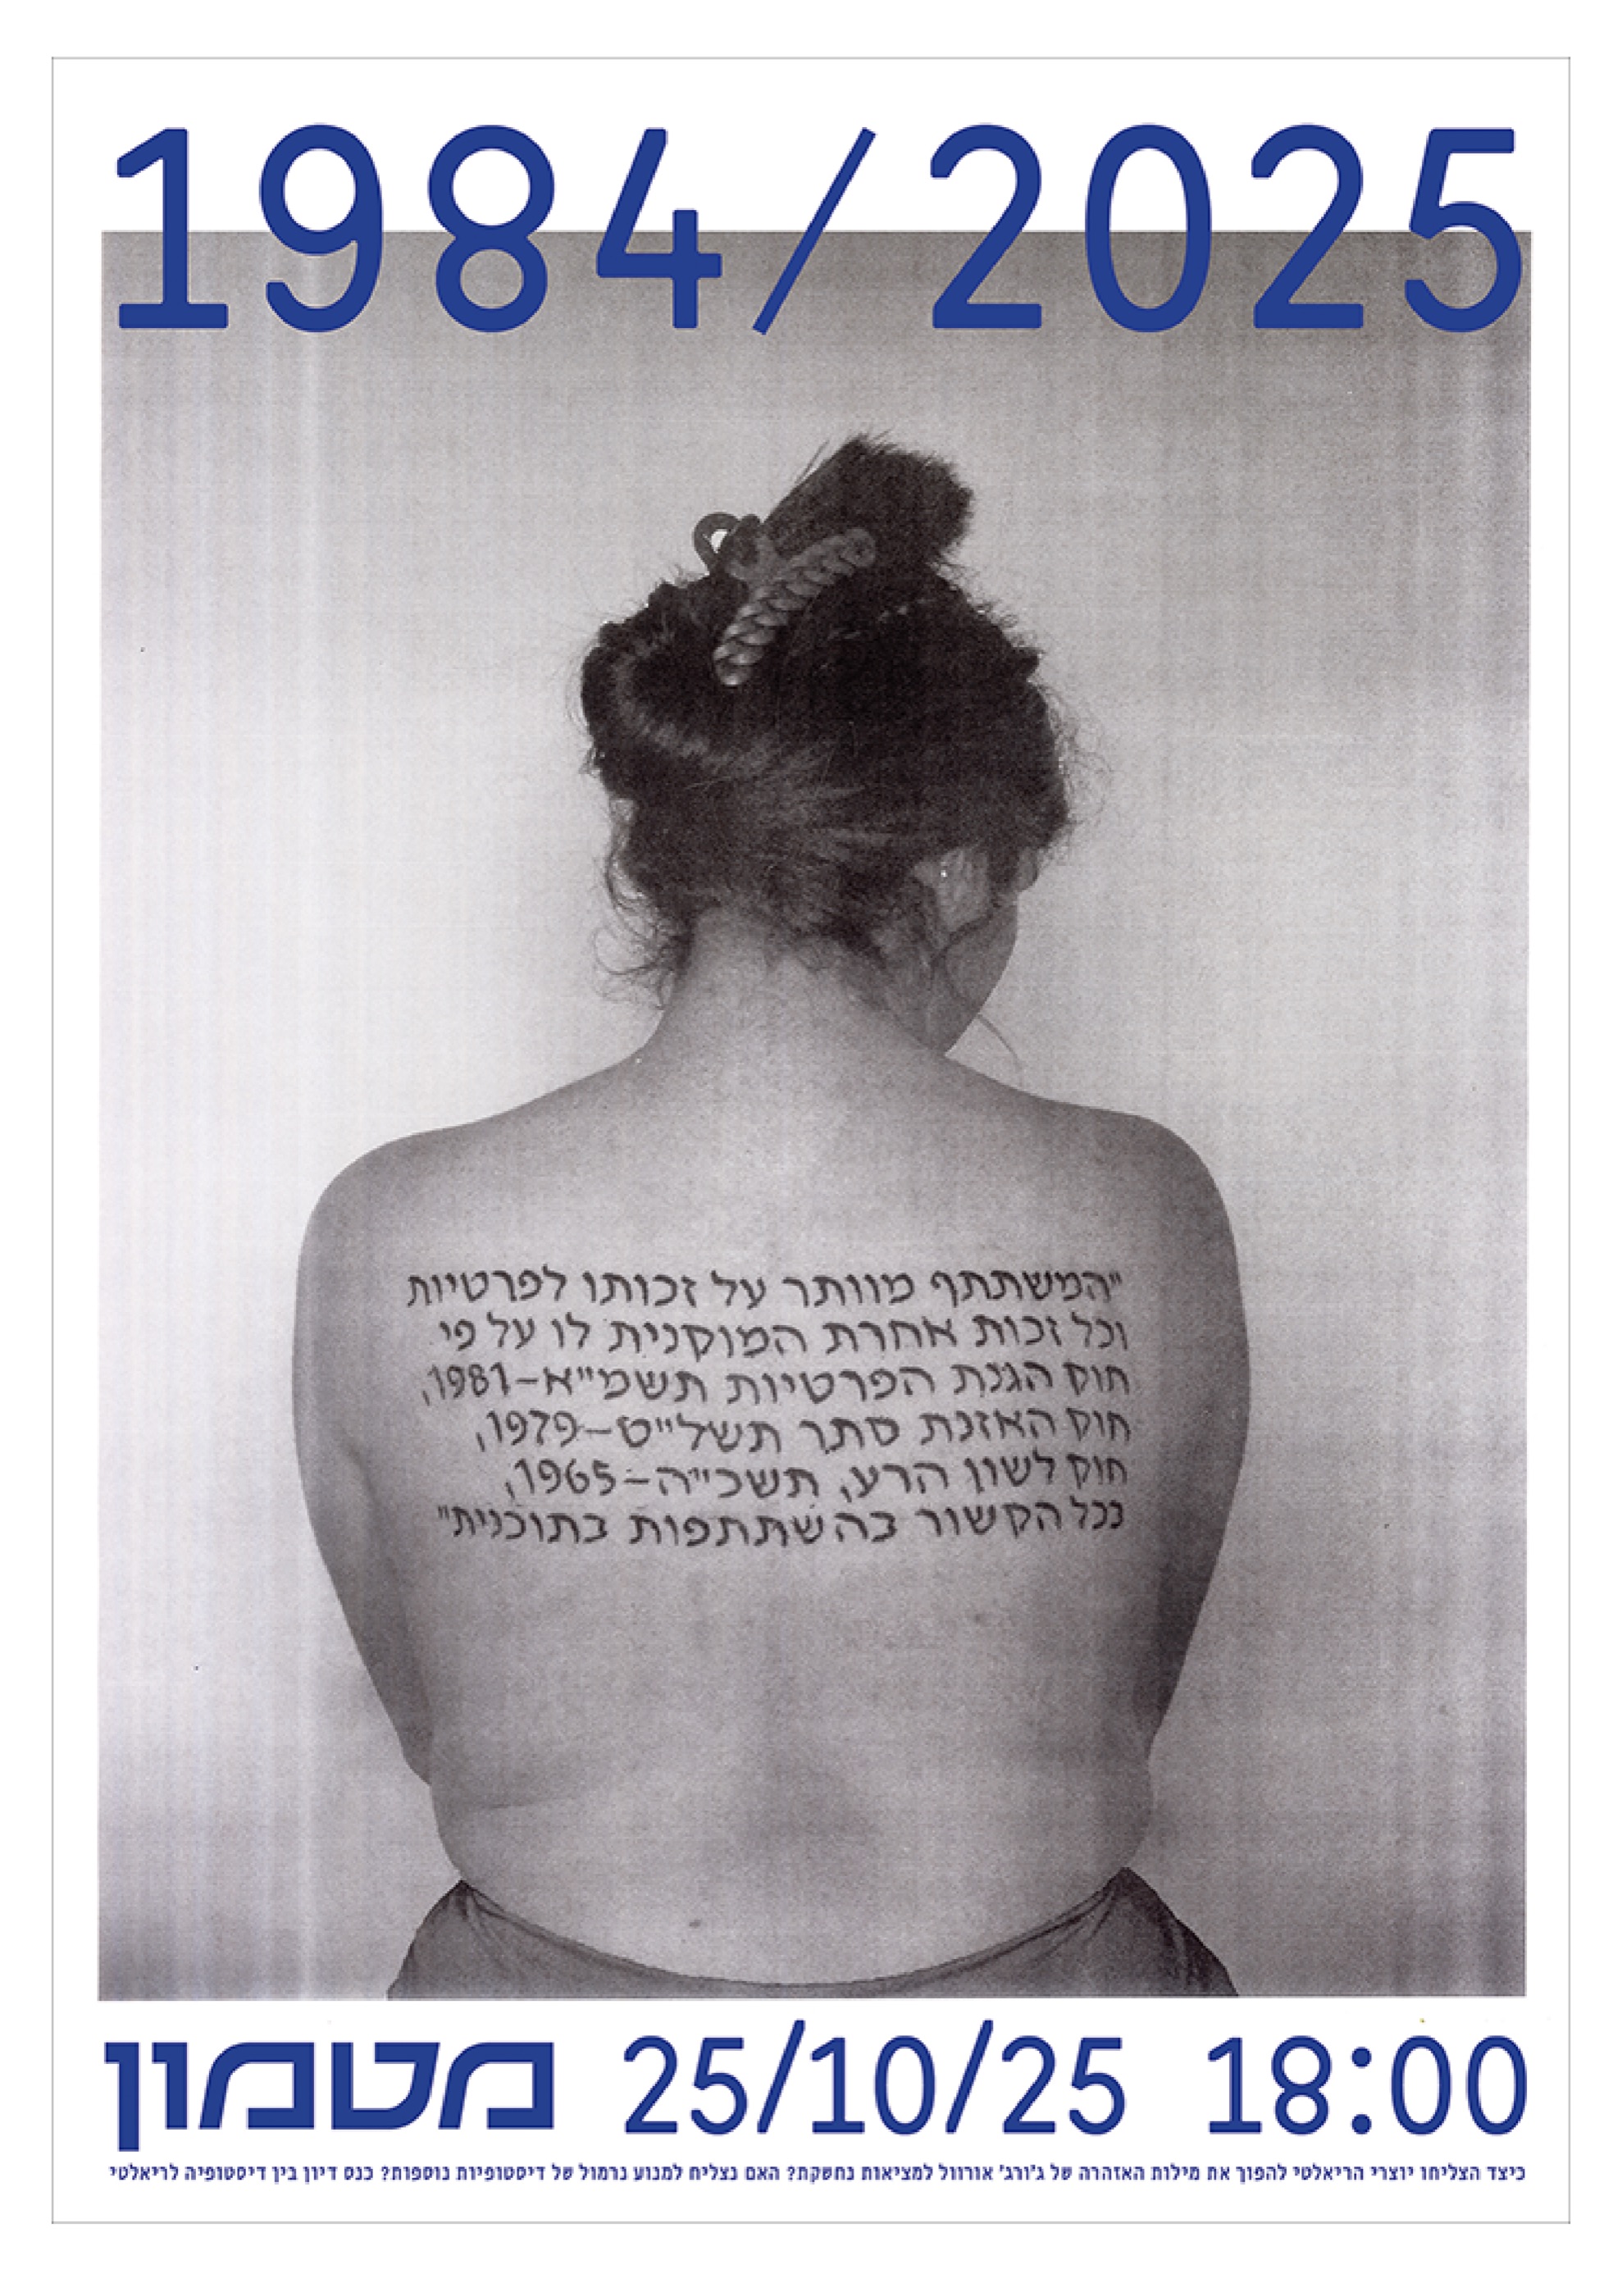 1984/2025
"המשתתף מוותר על זכותו לפרטיות
וכל זכות אחרת המוקנית לו על פי
חוק הגנת הפרטיות תשמ"א-1981,
חוק האזנת סתר תשל"ט-1979,
חוק לשון הרע, תשכ"ה-1965,
ככל הקשור בהשתתפות בתוכנית"
מטמון 25/10/25 18:00
כיצד הצליחו יוצרי הריאלטי להפוך את מילות האזהרה של ג'ורג' אורוול למציאות נחשקת? האם נצליח למנוע נרמול של דיסטופיות נוספות? כנס דיון בין דיסטופיה לריאלטי